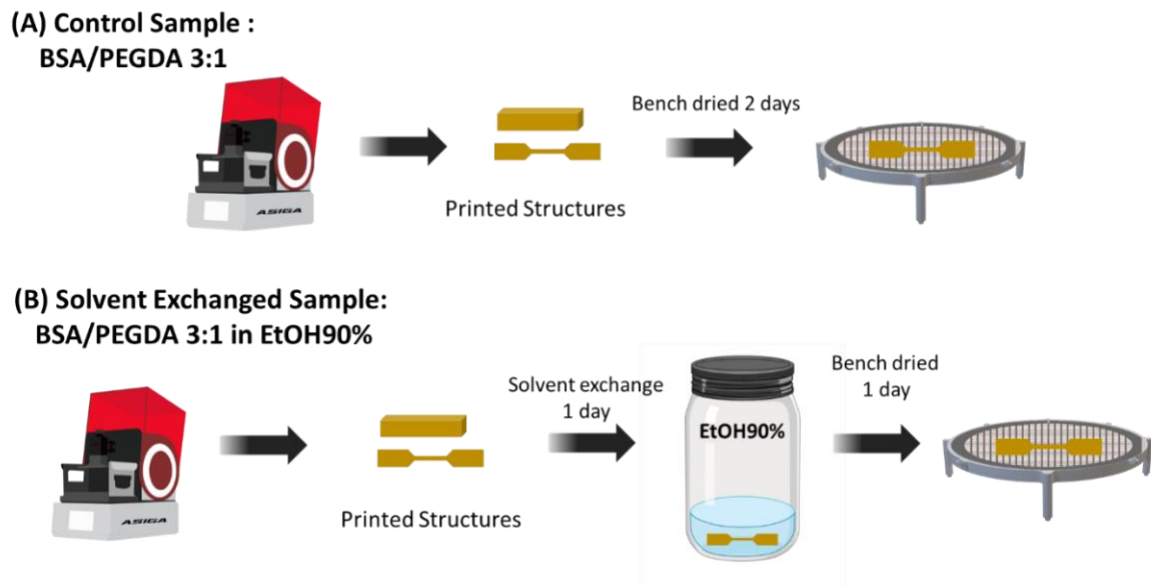 (A) Control Sample :
BSA/PEGDA 3:1
Bench dried 2 days
ASIGA
Printed Structures
(B) Solvent Exchanged Sample:
BSA/PEGDA 3:1 in EtOH90%
Solvent exchange
1 day
Bench dried
1 day
EtOH90%
ASIGA
Printed Structures